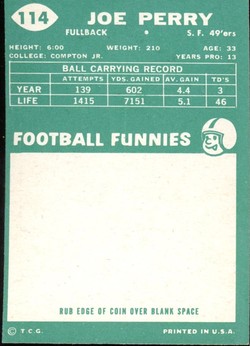 114 JOE PERRY
FULLBACK * S. F. 49'ers
HEIGHT: 6:00 WEIGHT: 210 AGE: 33
COLLEGE: COMPTON JR. YEARS PRO: 13
BALL CARRYING RECORD
ATTEMPTS YDS. GAINED AV. GAIN TD'S
YEAR 139 602 4.4 3
LIFE 1415 7151 5.1 46
FOOTBALL FUNNIES
RUB EDGE OF COIN OVER BLANK SPACE
© T.C.G. PRINTED IN U.S.A.